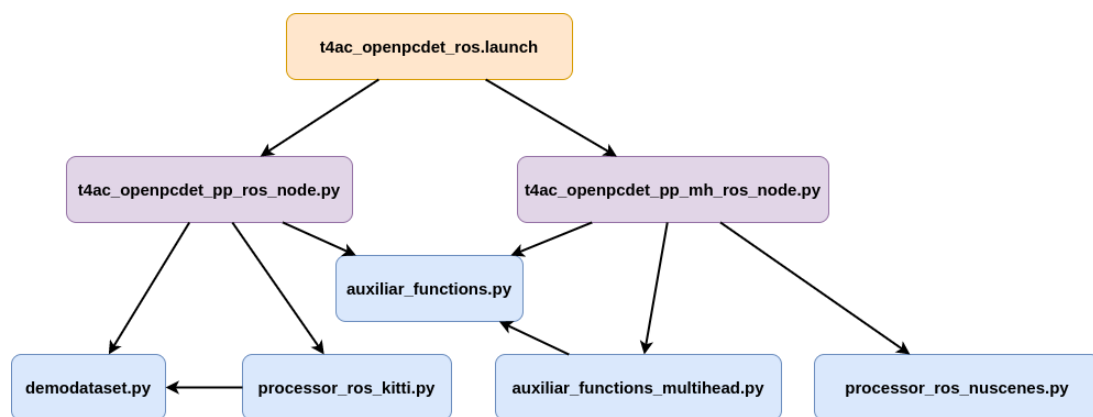 t4ac_openpcdet_ros.launch
t4ac_openpcdet_pp_ros_node.py
t4ac_openpcdet_pp_mh_ros_node.py
auxiliar_functions.py
demodataset.py
processor_ros_kitti.py
auxiliar_functions_multihead.py
processor_ros_nuscenes.py